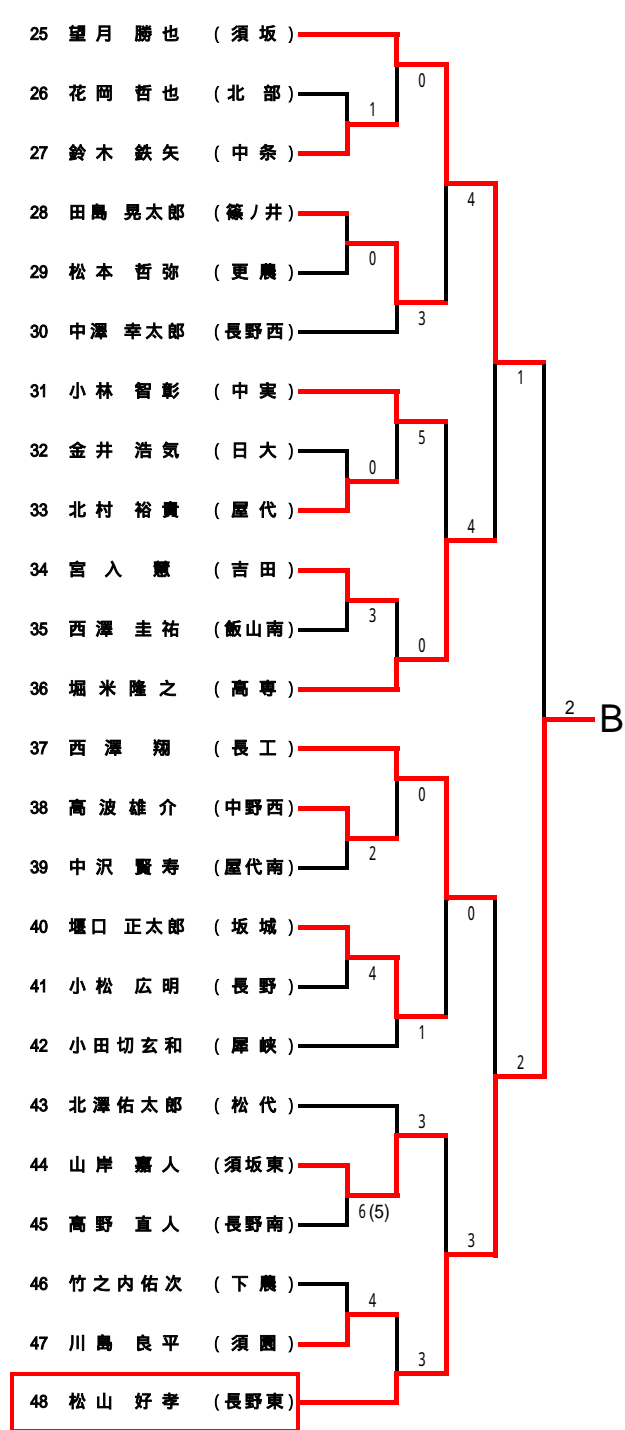 25 望月 勝也 (須坂)
0
26 花岡 哲也 (北部)
1
27 鈴木 鉄矢 (中条)
4
28 田島 晃太郎 (篠ノ井)
0
29 松本 哲弥 (更農)
3
30 中澤 幸太郎 (長野西)
1
31 小林 智彰 (中実)
5
32 金井 浩気 (日大)
0
33 北村 裕貴 (屋代)
4
34 宮入 慧 (吉田)
3
35 西澤 圭祐 (飯山南)
0
36 堀米隆之 (高専)
2 B
37 西澤 翔 (長工)
0
38 高波雄介 (中野西)
2
39 中沢 賢寿 (屋代南)
0
40 堰口 正太郎 (坂城)
4
41 小松 広明 (長野)
1
42 小田切玄和 (犀峡)
2
43 北澤佑太郎 (松代)
3
44 山岸 嘉人 (須坂東)
6(5)
45 高野 直人 (長野南)
3
46 竹之内佑次 (下農)
4
47 川島 良平 (須園)
3
48 松山 好孝 (長野東)